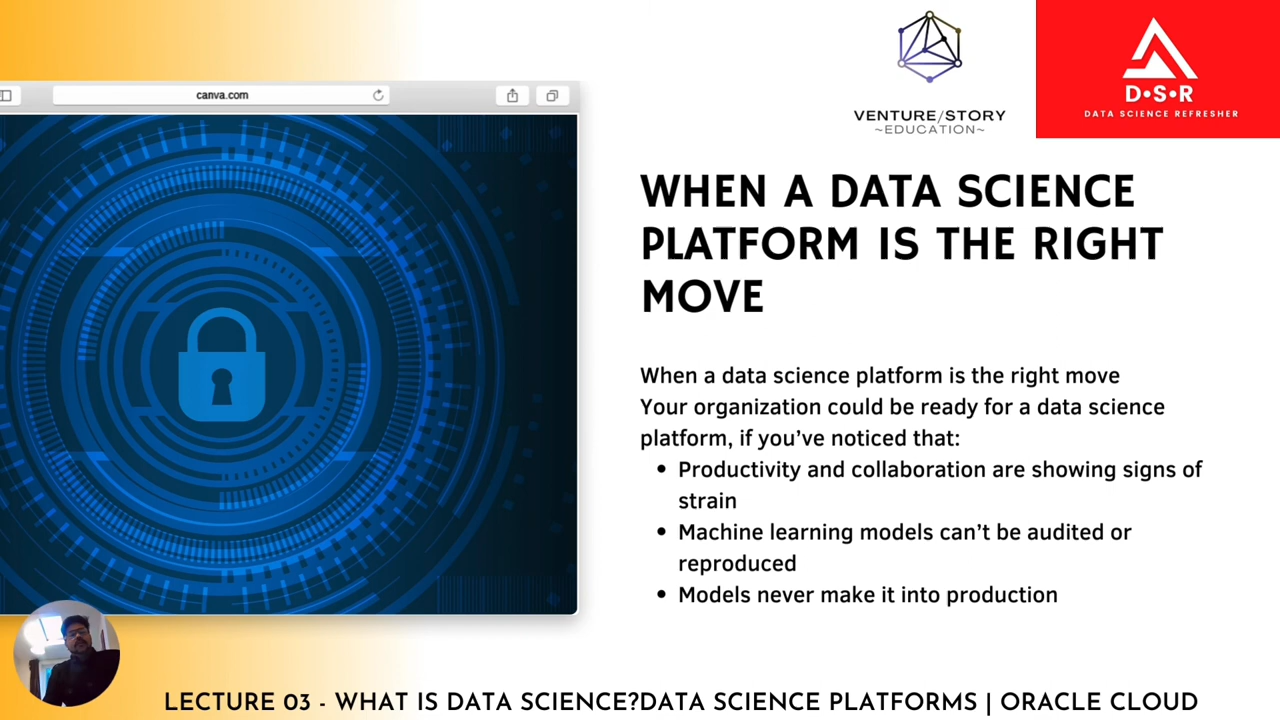 canva.com
VENTURE/STORY
~EDUCATION~
D•S•R
DATA SCIENCE REFRESHER
WHEN A DATA SCIENCE
PLATFORM IS THE RIGHT
MOVE
When a data science platform is the right move
Your organization could be ready for a data science
platform, if you’ve noticed that:
• Productivity and collaboration are showing signs of
strain
• Machine learning models can’t be audited or
reproduced
• Models never make it into production
LECTURE 03 - WHAT IS DATA SCIENCE?DATA SCIENCE PLATFORMS | ORACLE CLOUD